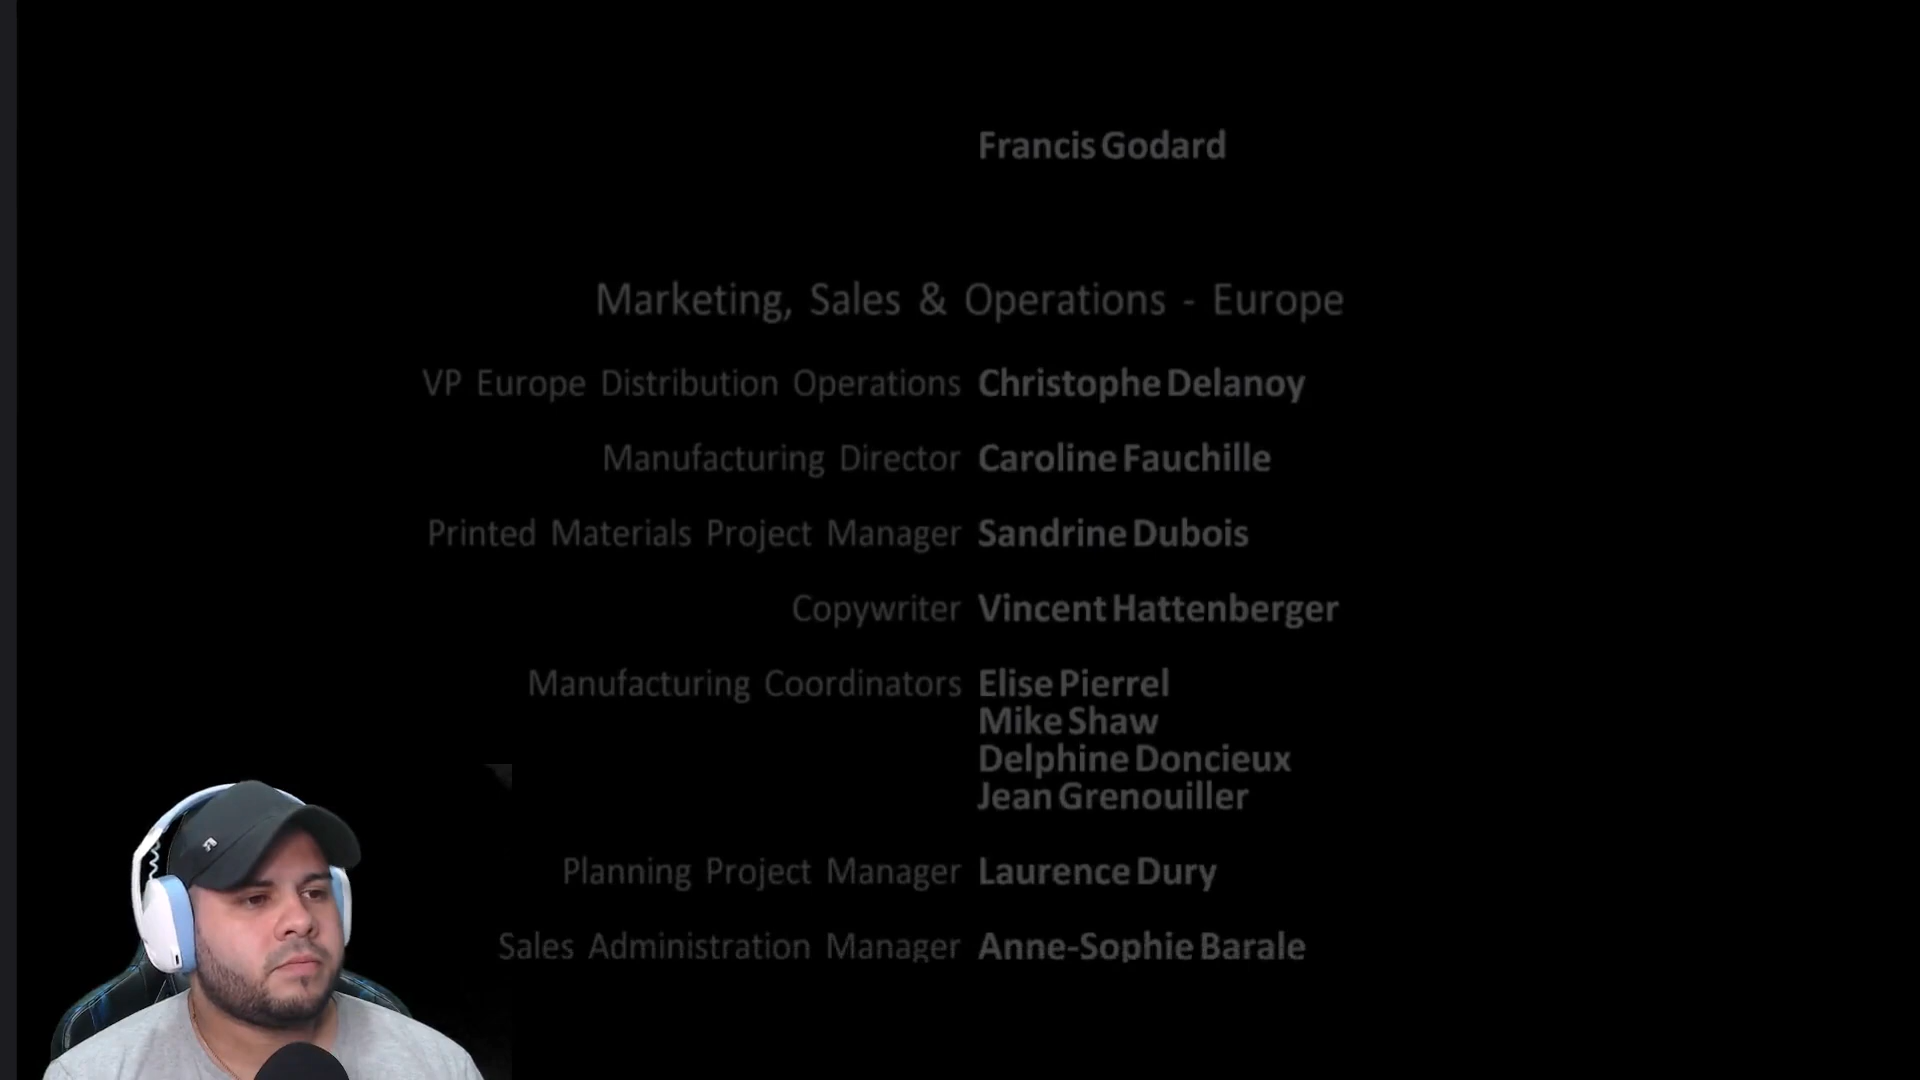 Francis Godard
Marketing, Sales & Operations - Europe
VP Europe Distribution Operations Christophe Delanoy
Manufacturing Director Caroline Fauchille
Printed Materials Project Manager Sandrine Dubois
Copywriter Vincent Hattenberger
Manufacturing Coordinators Elise Pierrel
Mike Shaw
Delphine Doncieux
Jean Grenouiller
Planning Project Manager Laurence Dury
Sales Administration Manager Anne-Sophie Barale